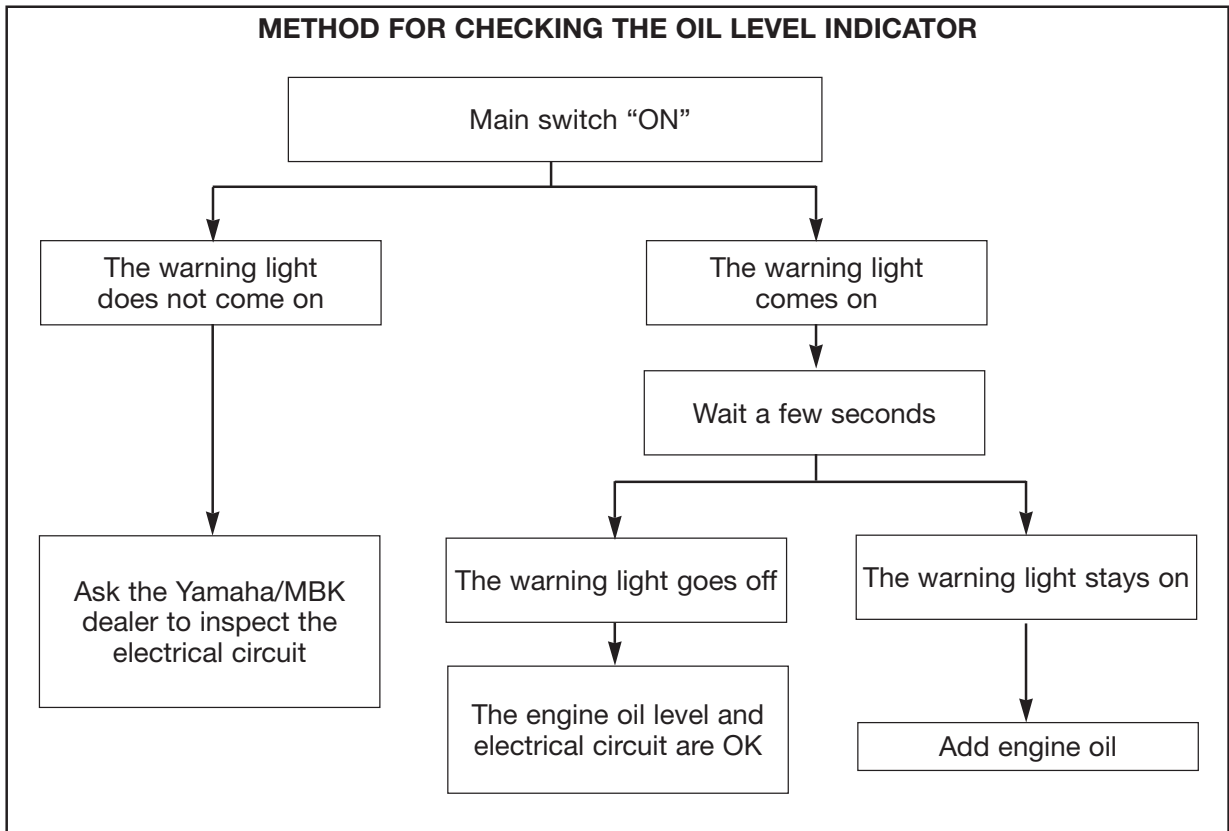 METHOD FOR CHECKING THE OIL LEVEL INDICATOR
Main switch “ON”
The warning light
does not come on
The warning light
comes on
Wait a few seconds
Ask the Yamaha/MBK
dealer to inspect the
electrical circuit
The warning light goes off
The warning light stays on
The engine oil level and
electrical circuit are OK
Add engine oil